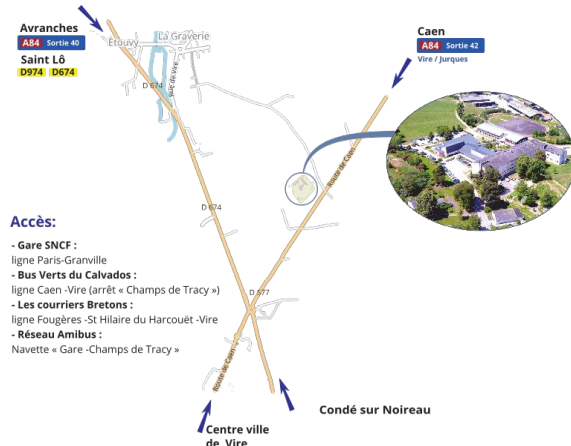 Avranches
A84 Sortie 40
Saint Lô
D974 D674
Étouvy
La Graverie
Rue de Vire
D 674
Caen
A84 Sortie 42
Vire / Jurques
Route de Caen
D 674
Accès:
- Gare SNCF :
ligne Paris-Granville
- Bus Verts du Calvados :
ligne Caen -Vire (arrêt « Champs de Tracy »)
- Les courriers Bretons :
ligne Fougères -St Hilaire du Harcouët -Vire
- Réseau Amibus :
Navette « Gare -Champs de Tracy »
D 577
Route de Caen
Condé sur Noireau
Centre ville
de Vire